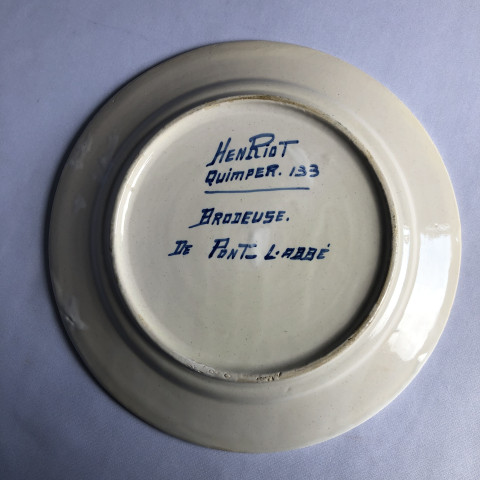 HENRIOT
QUIMPER. 133
BRODEUSE.
DE PONT L'ABBÉ